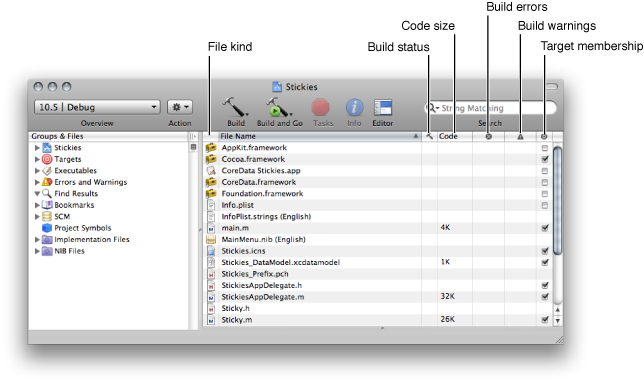 Build errors
Code size
Build warnings
File kind
Build status
Target membership
Stickies
10.5 | Debug
String Matching
Overview
Action
Build
Build and Go
Tasks
Info
Editor
Search
Groups & Files
File Name
Code
Stickies
Targets
Executables
Errors and Warnings
Find Results
Bookmarks
SCM
Project Symbols
Implementation Files
NIB Files
AppKit.framework
Cocoa.framework
CoreData Stickies.app
CoreData.framework
Foundation.framework
Info.plist
InfoPlist.strings (English)
main.m 4K
MainMenu.nib (English)
Stickies.icns
Stickies_DataModel.xcdatamodel 1K
Stickies_Prefix.pch
StickiesAppDelegate.h
StickiesAppDelegate.m 32K
Sticky.h
Sticky.m 26K